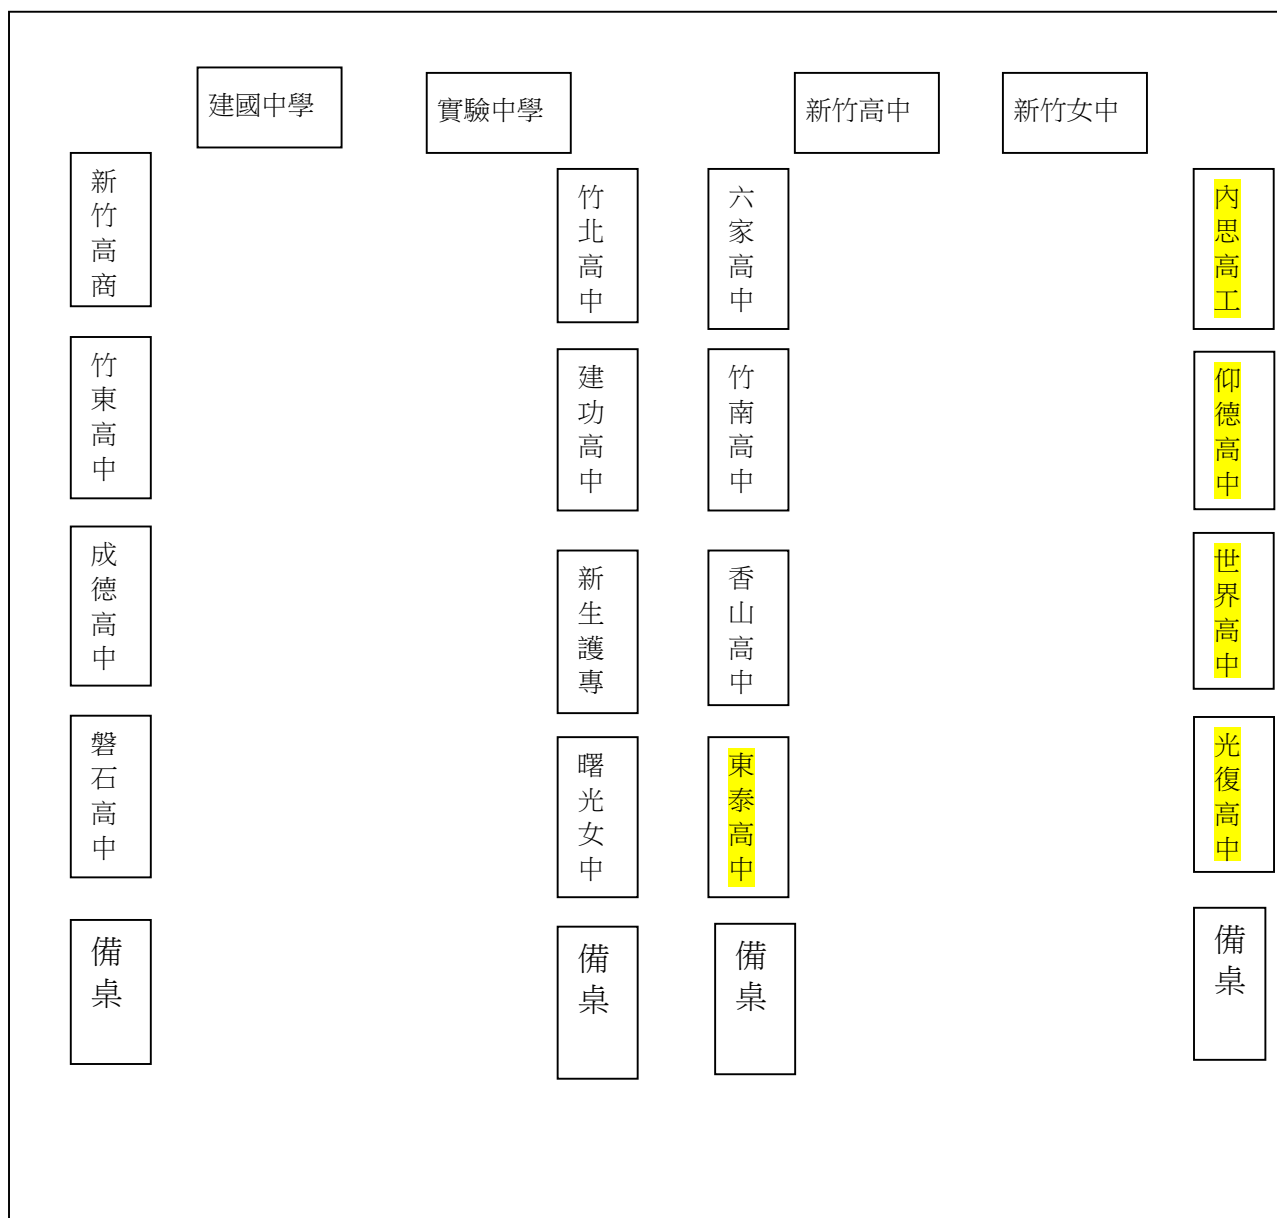 建國中學
實驗中學
新竹高中
新竹女中
新竹高商
竹北高中
六家高中
內思高工
竹東高中
建功高中
竹南高中
仰德高中
成德高中
新生護專
香山高中
世界高中
磐石高中
曙光女中
東泰高中
光復高中
備桌
備桌
備桌
備桌